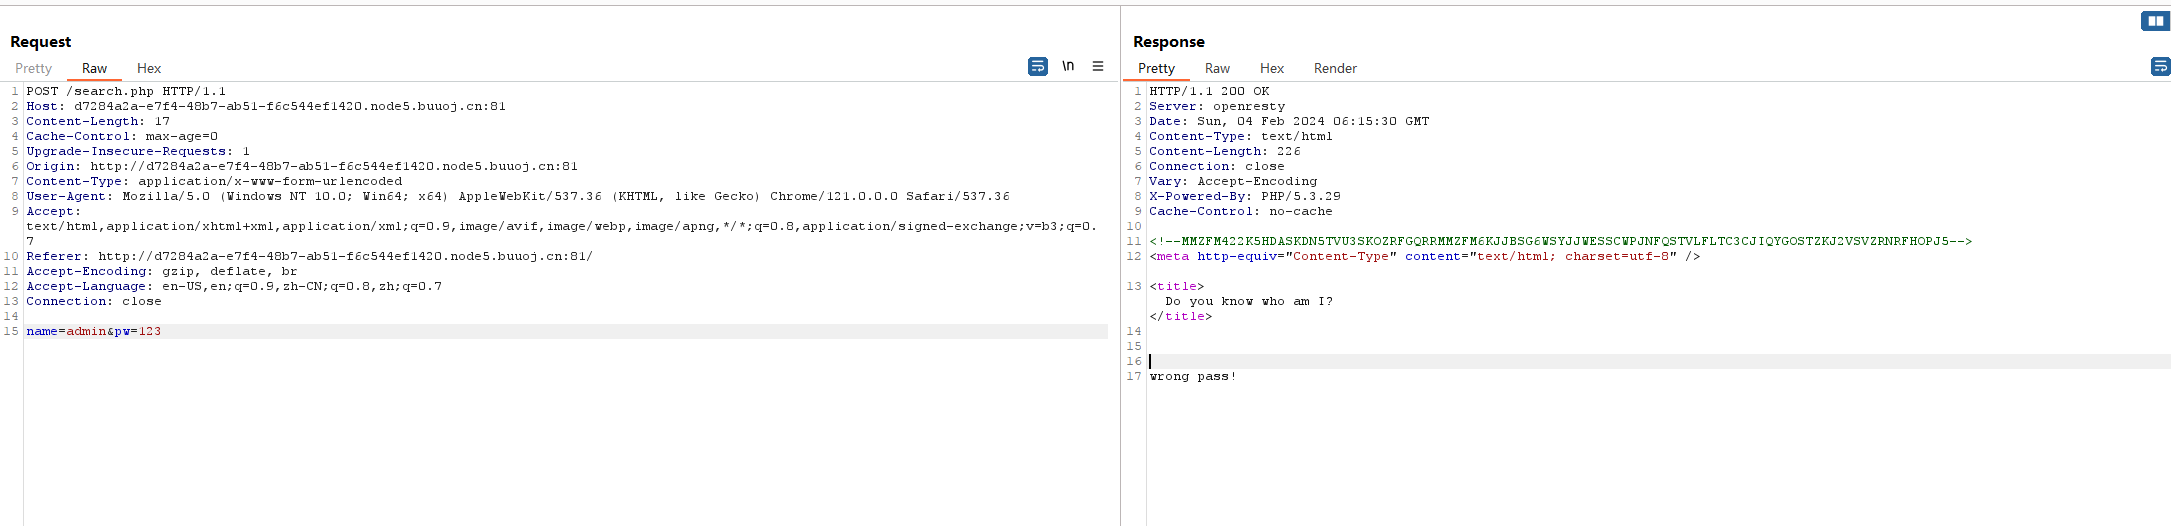 Request
Pretty Raw Hex
\n
1 POST /search.php HTTP/1.1
2 Host: d7284a2a-e7f4-48b7-ab51-f6c544ef1420.node5.buuoj.cn:81
3 Content-Length: 17
4 Cache-Control: max-age=0
5 Upgrade-Insecure-Requests: 1
6 Origin: http://d7284a2a-e7f4-48b7-ab51-f6c544ef1420.node5.buuoj.cn:81
7 Content-Type: application/x-www-form-urlencoded
8 User-Agent: Mozilla/5.0 (Windows NT 10.0; Win64; x64) AppleWebKit/537.36 (KHTML, like Gecko) Chrome/121.0.0.0 Safari/537.36
9 Accept:
text/html,application/xhtml+xml,application/xml;q=0.9,image/avif,image/webp,image/apng,*/*;q=0.8,application/signed-exchange;v=b3;q=0.
7
10 Referer: http://d7284a2a-e7f4-48b7-ab51-f6c544ef1420.node5.buuoj.cn:81/
11 Accept-Encoding: gzip, deflate, br
12 Accept-Language: en-US,en;q=0.9,zh-CN;q=0.8,zh;q=0.7
13 Connection: close
14
15 name=admin&pw=123
Response
Pretty Raw Hex Render
1 HTTP/1.1 200 OK
2 Server: openresty
3 Date: Sun, 04 Feb 2024 06:15:30 GMT
4 Content-Type: text/html
5 Content-Length: 226
6 Connection: close
7 Vary: Accept-Encoding
8 X-Powered-By: PHP/5.3.29
9 Cache-Control: no-cache
10
11 <!--MMZFM422K5HDASKDN5TVU3SKOZRFGQRRMMZFM6KJJBSG6WSYJJWESSCWPJNFQSTVLFLTC3CJIQYGOSTZKJ2VSVZRNRFHOPJ5-->
12 <meta http-equiv="Content-Type" content="text/html; charset=utf-8" />
13 <title>
Do you know who am I?
</title>
14
15
16
17 wrong pass!